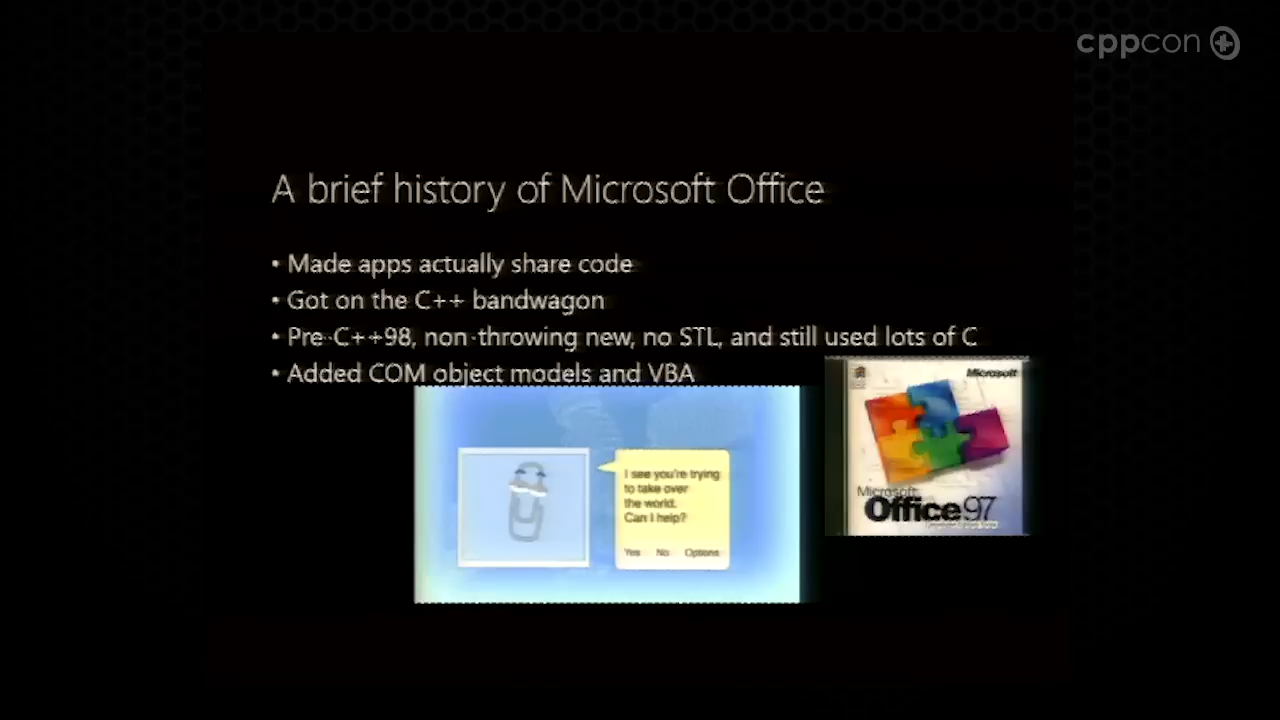 cppcon
A brief history of Microsoft Office
• Made apps actually share code
• Got on the C++ bandwagon
• Pre-C++98, non-throwing new, no STL, and still used lots of C
• Added COM object models and VBA
Microsoft
I see you're trying
to take over
the world.
Can I help?
Yes No Options
Microsoft
Office 97